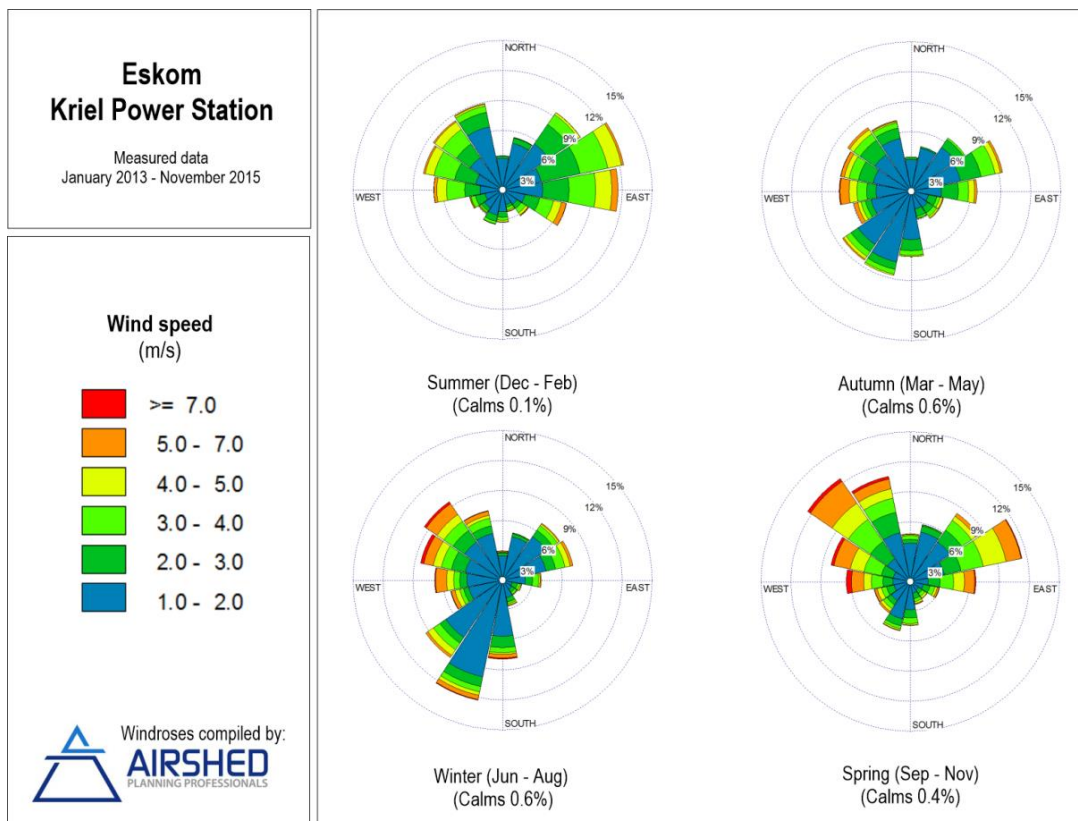 Eskom
Kriel Power Station
Measured data
January 2013 - November 2015
Wind speed
(m/s)
>= 7.0
5.0 - 7.0
4.0 - 5.0
3.0 - 4.0
2.0 - 3.0
1.0 - 2.0
Windroses compiled by:
AIRSHED
PLANNING PROFESSIONALS
NORTH
15%
12%
9%
6%
3%
WEST
EAST
SOUTH
Summer (Dec - Feb)
(Calms 0.1%)
NORTH
15%
12%
9%
6%
3%
WEST
EAST
SOUTH
Autumn (Mar - May)
(Calms 0.6%)
NORTH
15%
12%
9%
6%
3%
WEST
EAST
SOUTH
Winter (Jun - Aug)
(Calms 0.6%)
NORTH
15%
12%
9%
6%
3%
WEST
EAST
SOUTH
Spring (Sep - Nov)
(Calms 0.4%)